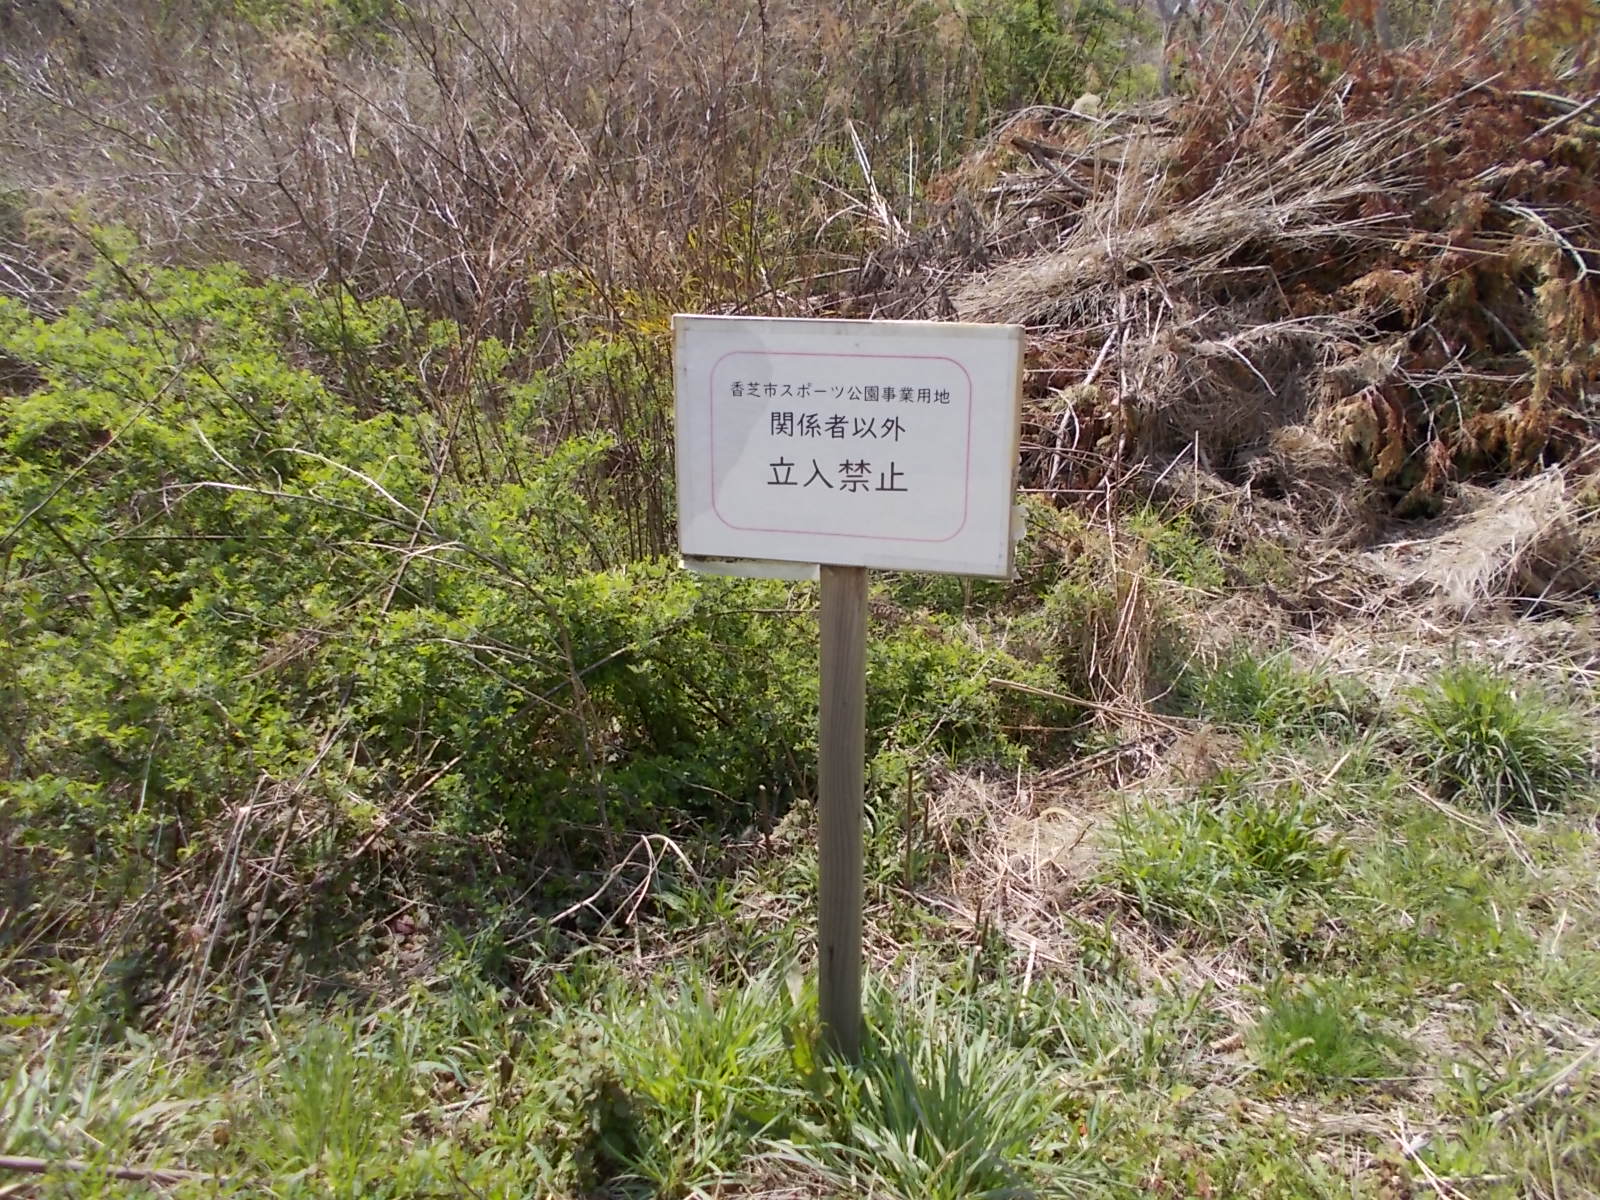 香芝市スポーツ公園事業用地
関係者以外
立入禁止